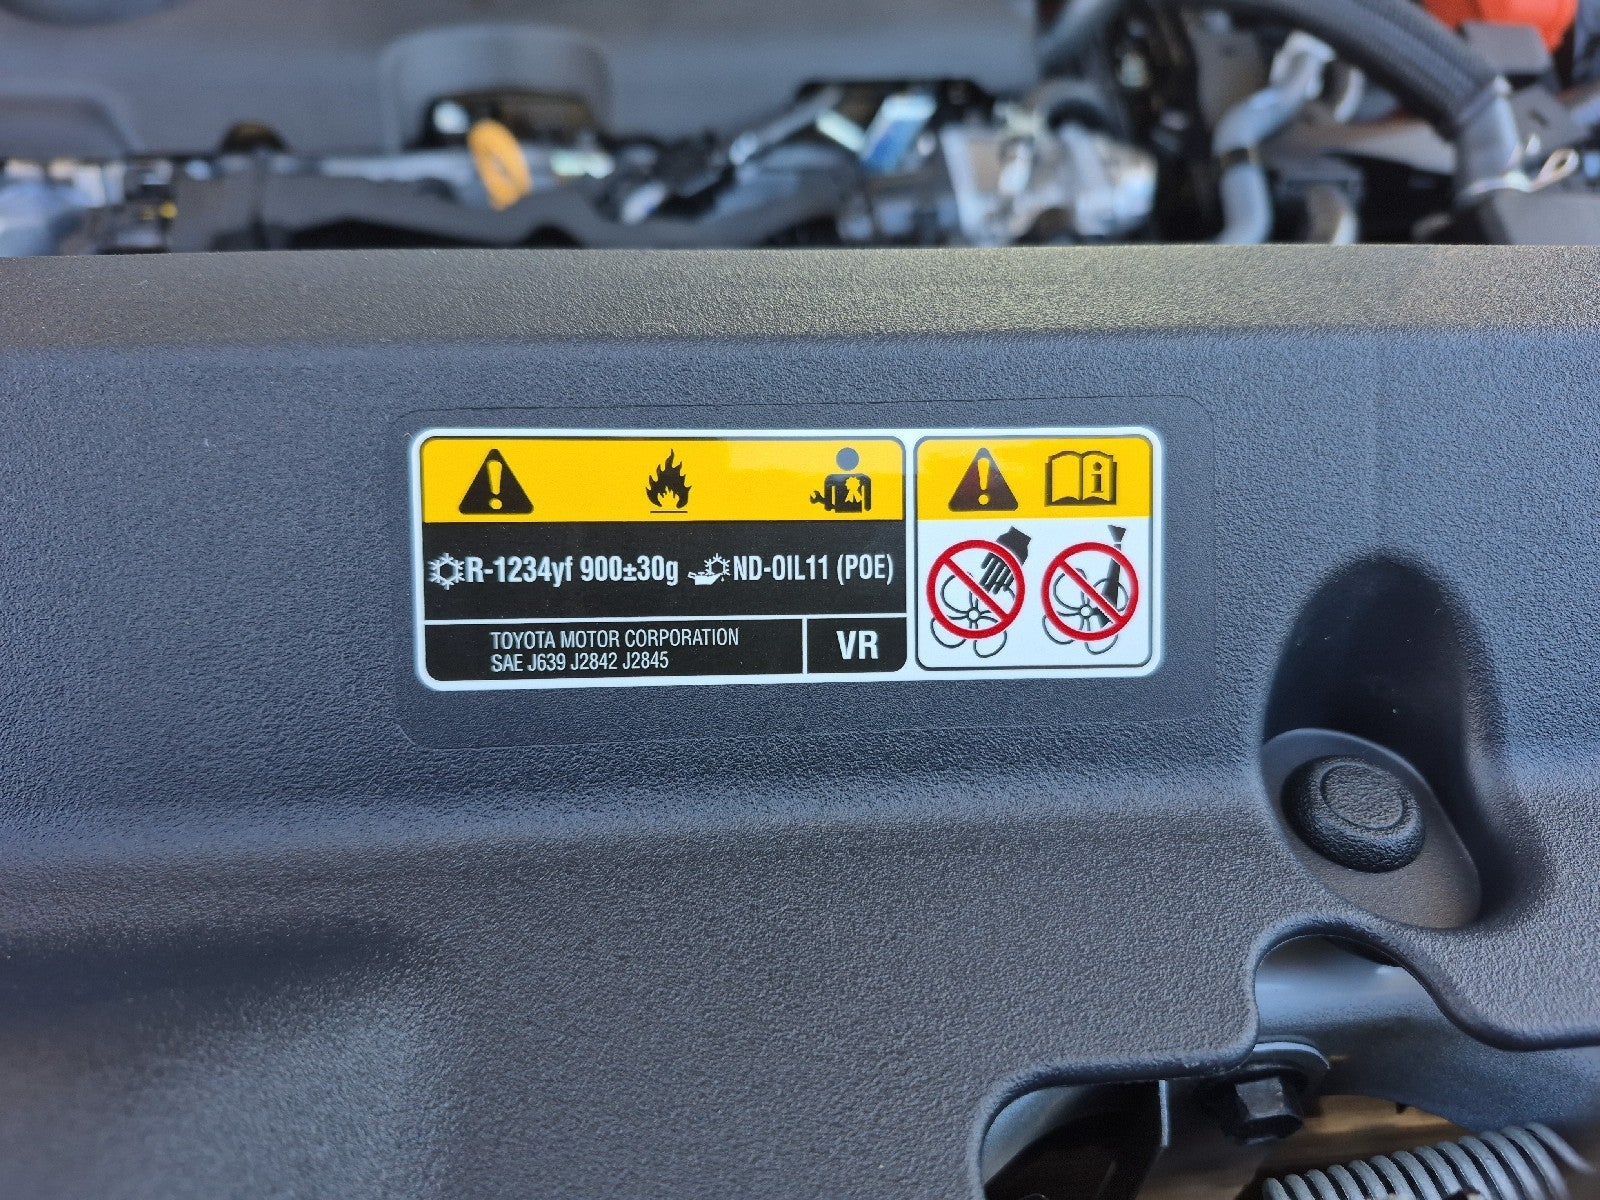 R-1234yf 900±30g ND-OIL11 (POE)
TOYOTA MOTOR CORPORATION
SAE J639 J2842 J2845
VR